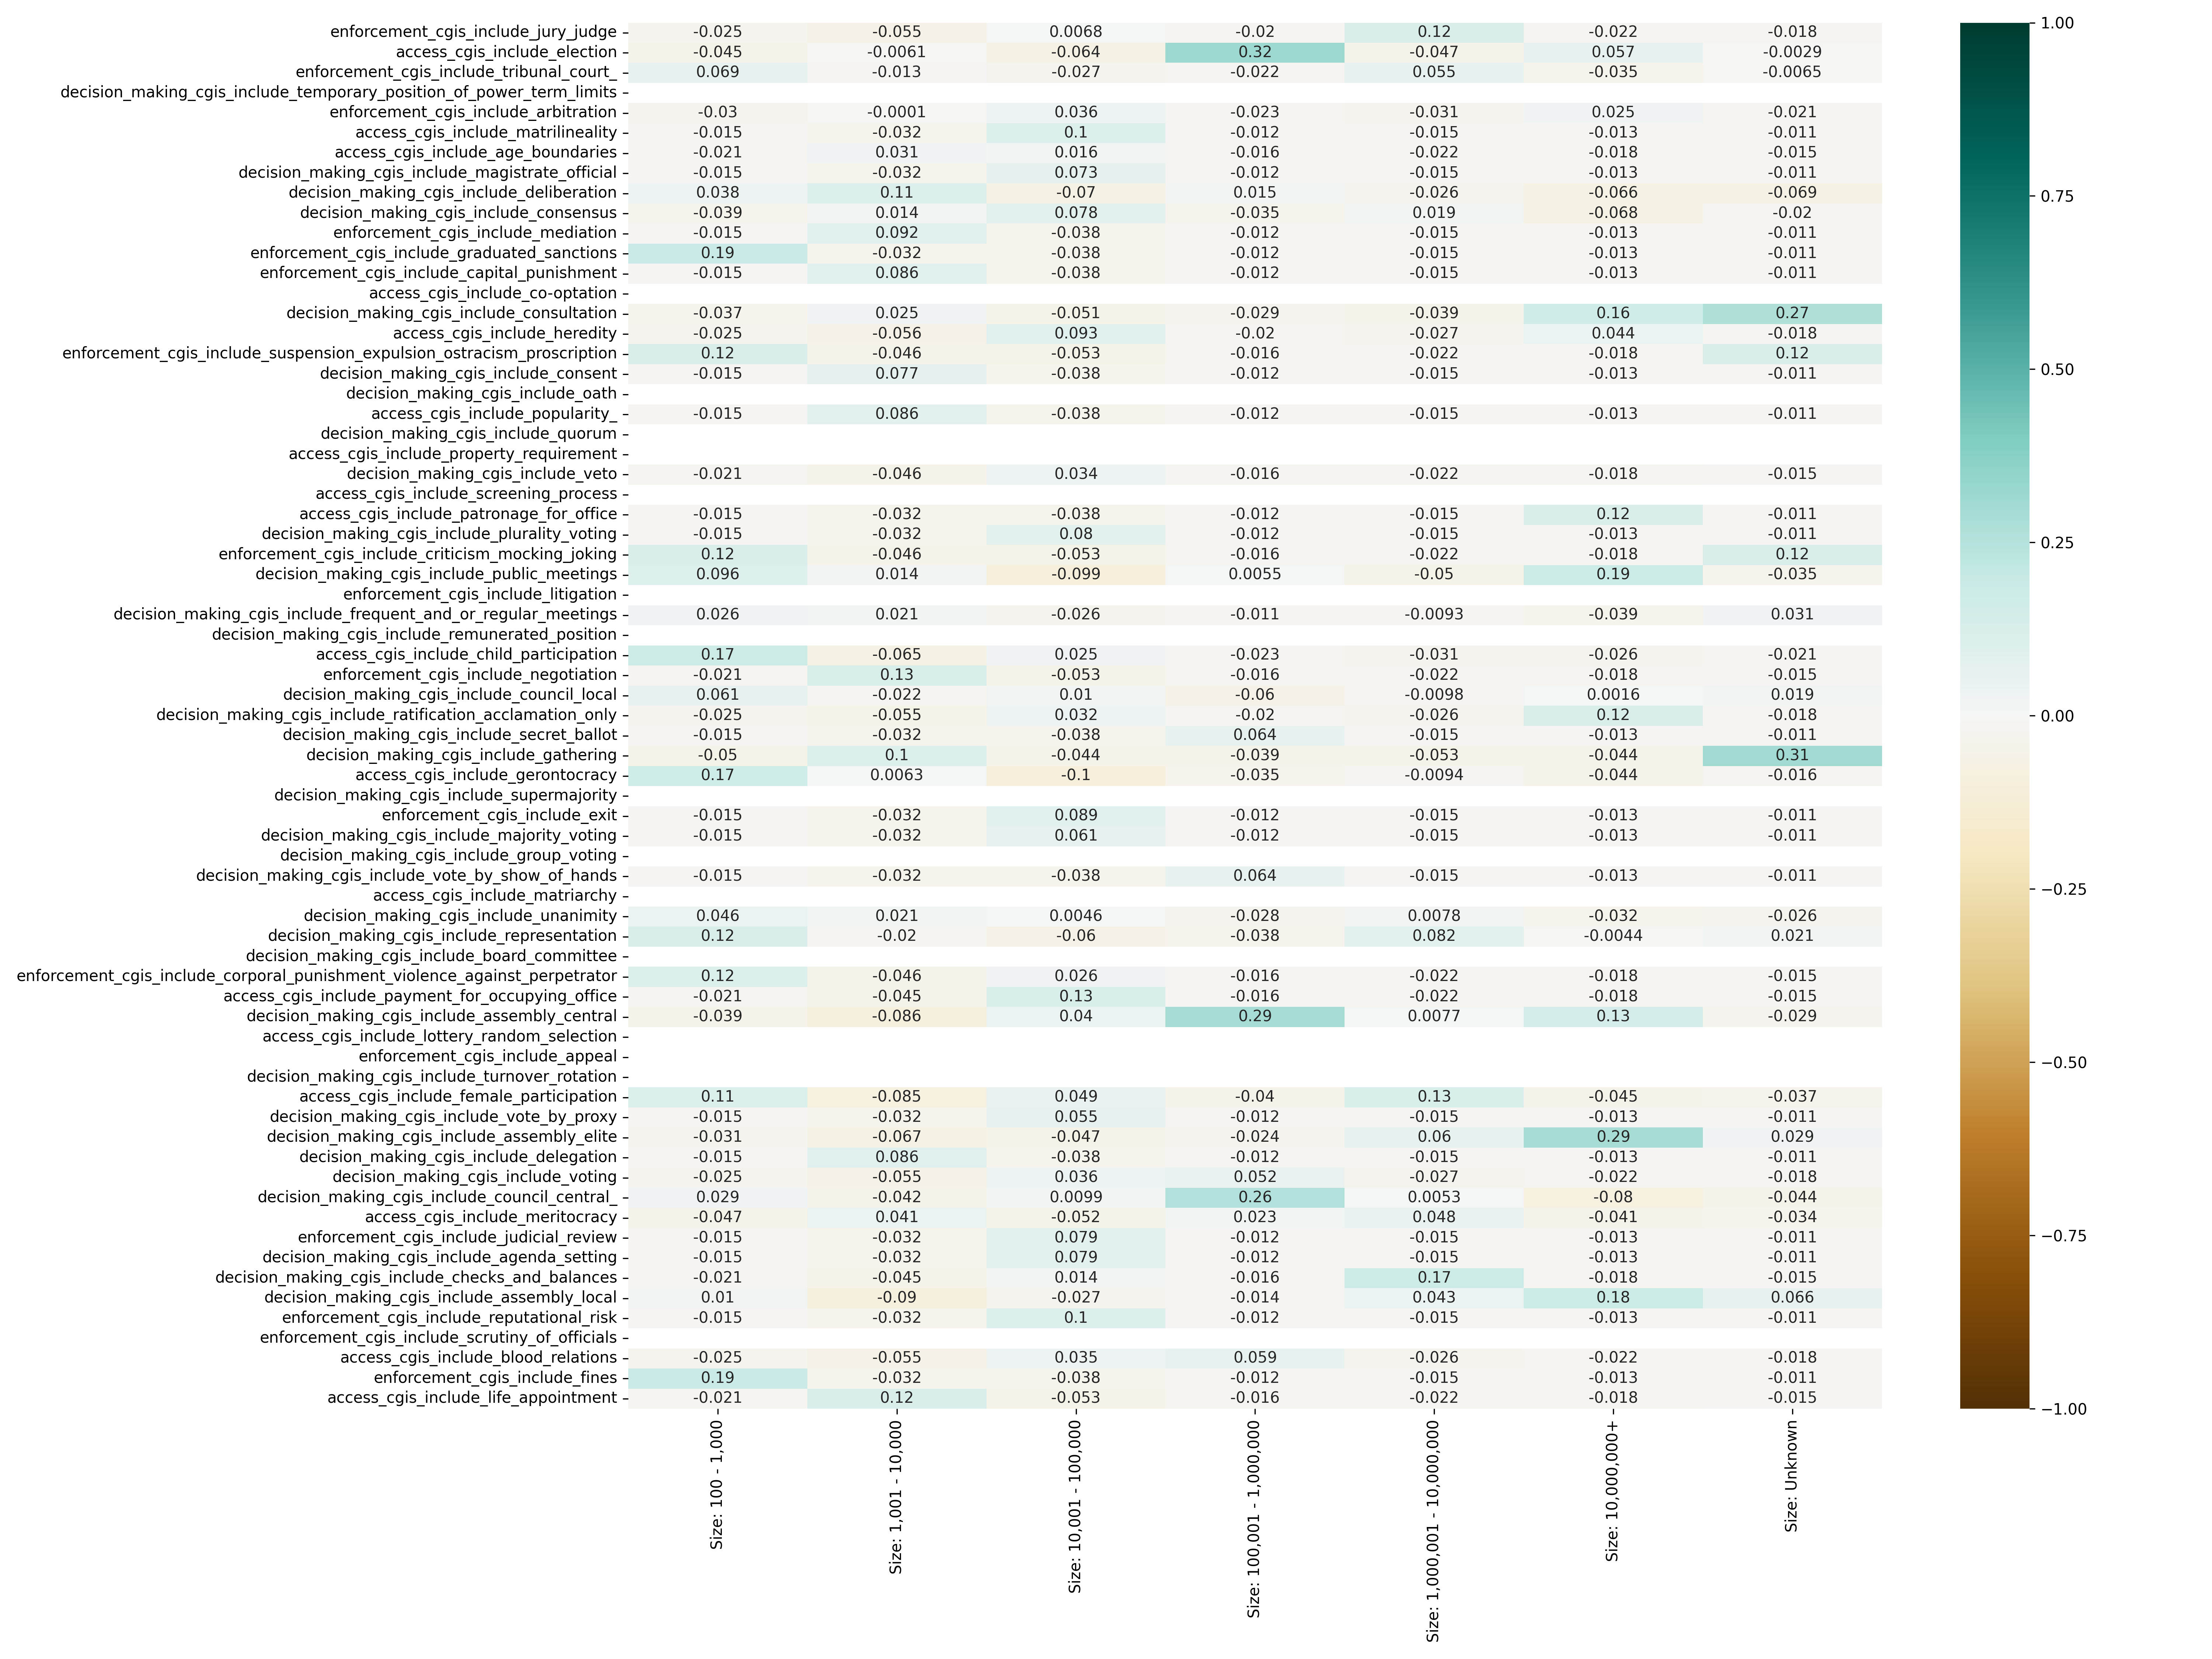 enforcement_cgis_include_jury_judge -0.025 -0.055 0.0068 -0.02 0.12 -0.022 -0.018
access_cgis_include_election -0.045 -0.0061 -0.064 0.32 -0.047 0.057 -0.0029
enforcement_cgis_include_tribunal_court_ 0.069 -0.013 -0.027 -0.022 0.055 -0.035 -0.0065
decision_making_cgis_include_temporary_position_of_power_term_limits
enforcement_cgis_include_arbitration -0.03 -0.0001 0.036 -0.023 -0.031 0.025 -0.021
access_cgis_include_matrilineality -0.015 -0.032 0.1 -0.012 -0.015 -0.013 -0.011
access_cgis_include_age_boundaries -0.021 0.031 0.016 -0.016 -0.022 -0.018 -0.015
decision_making_cgis_include_magistrate_official -0.015 -0.032 0.073 -0.012 -0.015 -0.013 -0.011
decision_making_cgis_include_deliberation 0.038 0.11 -0.07 0.015 -0.026 -0.066 -0.069
decision_making_cgis_include_consensus -0.039 0.014 0.078 -0.035 0.019 -0.068 -0.02
enforcement_cgis_include_mediation -0.015 0.092 -0.038 -0.012 -0.015 -0.013 -0.011
enforcement_cgis_include_graduated_sanctions 0.19 -0.032 -0.038 -0.012 -0.015 -0.013 -0.011
enforcement_cgis_include_capital_punishment -0.015 0.086 -0.038 -0.012 -0.015 -0.013 -0.011
access_cgis_include_co-optation
decision_making_cgis_include_consultation -0.037 0.025 -0.051 -0.029 -0.039 0.16 0.27
access_cgis_include_heredity -0.025 -0.056 0.093 -0.02 -0.027 0.044 -0.018
enforcement_cgis_include_suspension_expulsion_ostracism_proscription 0.12 -0.046 -0.053 -0.016 -0.022 -0.018 0.12
decision_making_cgis_include_consent -0.015 0.077 -0.038 -0.012 -0.015 -0.013 -0.011
decision_making_cgis_include_oath
access_cgis_include_popularity_ -0.015 0.086 -0.038 -0.012 -0.015 -0.013 -0.011
decision_making_cgis_include_quorum
access_cgis_include_property_requirement
decision_making_cgis_include_veto -0.021 -0.046 0.034 -0.016 -0.022 -0.018 -0.015
access_cgis_include_screening_process
access_cgis_include_patronage_for_office -0.015 -0.032 -0.038 -0.012 -0.015 0.12 -0.011
decision_making_cgis_include_plurality_voting -0.015 -0.032 0.08 -0.012 -0.015 -0.013 -0.011
enforcement_cgis_include_criticism_mocking_joking 0.12 -0.046 -0.053 -0.016 -0.022 -0.018 0.12
decision_making_cgis_include_public_meetings 0.096 0.014 -0.099 0.0055 -0.05 0.19 -0.035
enforcement_cgis_include_litigation
decision_making_cgis_include_frequent_and_or_regular_meetings 0.026 0.021 -0.026 -0.011 -0.0093 -0.039 0.031
decision_making_cgis_include_remunerated_position
access_cgis_include_child_participation 0.17 -0.065 0.025 -0.023 -0.031 -0.026 -0.021
enforcement_cgis_include_negotiation -0.021 0.13 -0.053 -0.016 -0.022 -0.018 -0.015
decision_making_cgis_include_council_local 0.061 -0.022 0.01 -0.06 -0.0098 0.0016 0.019
decision_making_cgis_include_ratification_acclamation_only -0.025 -0.055 0.032 -0.02 -0.026 0.12 -0.018
decision_making_cgis_include_secret_ballot -0.015 -0.032 -0.038 0.064 -0.015 -0.013 -0.011
decision_making_cgis_include_gathering -0.05 0.1 -0.044 -0.039 -0.053 -0.044 0.31
access_cgis_include_gerontocracy 0.17 0.0063 -0.1 -0.035 -0.0094 -0.044 -0.016
decision_making_cgis_include_supermajority
enforcement_cgis_include_exit -0.015 -0.032 0.089 -0.012 -0.015 -0.013 -0.011
decision_making_cgis_include_majority_voting -0.015 -0.032 0.061 -0.012 -0.015 -0.013 -0.011
decision_making_cgis_include_group_voting
decision_making_cgis_include_vote_by_show_of_hands -0.015 -0.032 -0.038 0.064 -0.015 -0.013 -0.011
access_cgis_include_matriarchy
decision_making_cgis_include_unanimity 0.046 0.021 0.0046 -0.028 0.0078 -0.032 -0.026
decision_making_cgis_include_representation 0.12 -0.02 -0.06 -0.038 0.082 -0.0044 0.021
decision_making_cgis_include_board_committee
enforcement_cgis_include_corporal_punishment_violence_against_perpetrator 0.12 -0.046 0.026 -0.016 -0.022 -0.018 -0.015
access_cgis_include_payment_for_occupying_office -0.021 -0.045 0.13 -0.016 -0.022 -0.018 -0.015
decision_making_cgis_include_assembly_central -0.039 -0.086 0.04 0.29 0.0077 0.13 -0.029
access_cgis_include_lottery_random_selection
enforcement_cgis_include_appeal
decision_making_cgis_include_turnover_rotation
access_cgis_include_female_participation 0.11 -0.085 0.049 -0.04 0.13 -0.045 -0.037
decision_making_cgis_include_vote_by_proxy -0.015 -0.032 0.055 -0.012 -0.015 -0.013 -0.011
decision_making_cgis_include_assembly_elite -0.031 -0.067 -0.047 -0.024 0.06 0.29 0.029
decision_making_cgis_include_delegation -0.015 0.086 -0.038 -0.012 -0.015 -0.013 -0.011
decision_making_cgis_include_voting -0.025 -0.055 0.036 0.052 -0.027 -0.022 -0.018
decision_making_cgis_include_council_central_ 0.029 -0.042 0.0099 0.26 0.0053 -0.08 -0.044
access_cgis_include_meritocracy -0.047 0.041 -0.052 0.023 0.048 -0.041 -0.034
enforcement_cgis_include_judicial_review -0.015 -0.032 0.079 -0.012 -0.015 -0.013 -0.011
decision_making_cgis_include_agenda_setting -0.015 -0.032 0.079 -0.012 -0.015 -0.013 -0.011
decision_making_cgis_include_checks_and_balances -0.021 -0.045 0.014 -0.016 0.17 -0.018 -0.015
decision_making_cgis_include_assembly_local 0.01 -0.09 -0.027 -0.014 0.043 0.18 0.066
enforcement_cgis_include_reputational_risk -0.015 -0.032 0.1 -0.012 -0.015 -0.013 -0.011
enforcement_cgis_include_scrutiny_of_officials
access_cgis_include_blood_relations -0.025 -0.055 0.035 0.059 -0.026 -0.022 -0.018
enforcement_cgis_include_fines 0.19 -0.032 -0.038 -0.012 -0.015 -0.013 -0.011
access_cgis_include_life_appointment -0.021 0.12 -0.053 -0.016 -0.022 -0.018 -0.015
Size: 100 - 1,000
Size: 1,001 - 10,000
Size: 10,001 - 100,000
Size: 100,001 - 1,000,000
Size: 1,000,001 - 10,000,000
Size: 10,000,000+
Size: Unknown
1.00
0.75
0.50
0.25
0.00
−0.25
−0.50
−0.75
−1.00